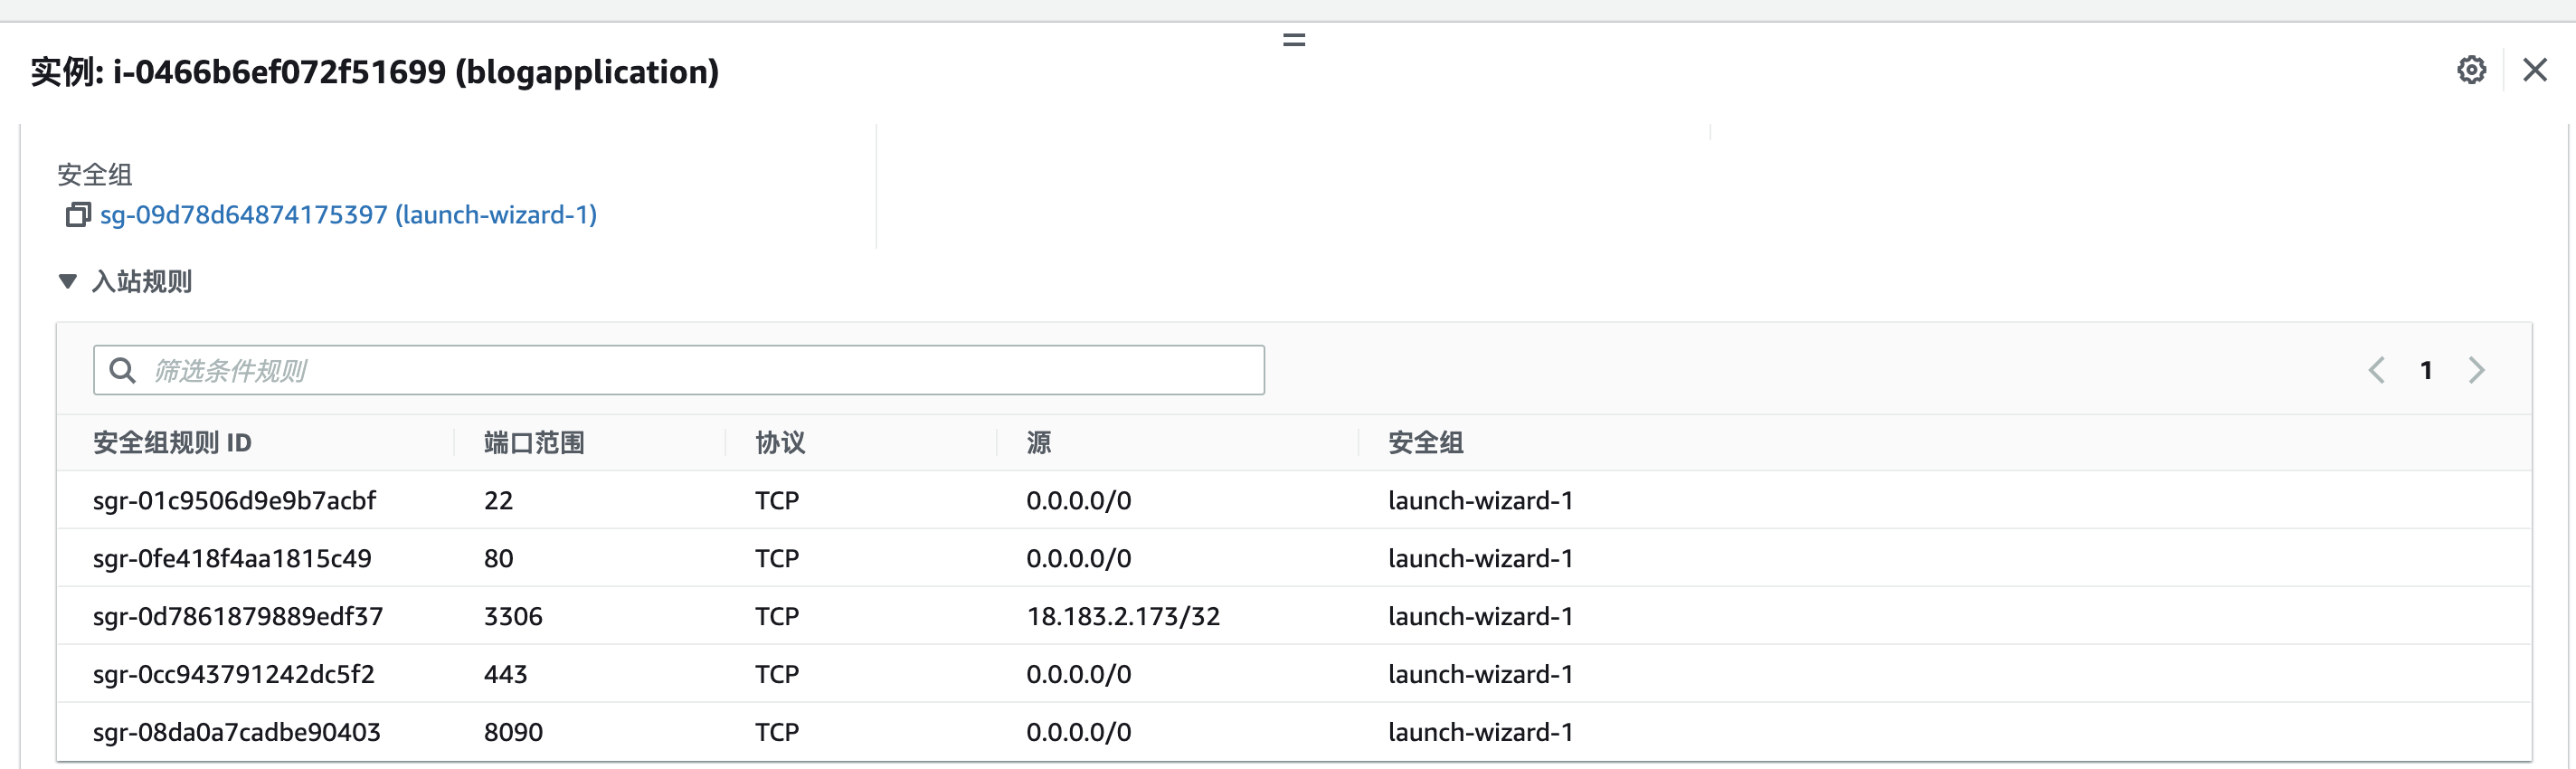 实例: i-0466b6ef072f51699 (blogapplication)
安全组
sg-09d78d64874175397 (launch-wizard-1)
▼ 入站规则
筛选条件规则
1
安全组规则 ID 端口范围 协议 源 安全组
sgr-01c9506d9e9b7acbf 22 TCP 0.0.0.0/0 launch-wizard-1
sgr-0fe418f4aa1815c49 80 TCP 0.0.0.0/0 launch-wizard-1
sgr-0d7861879889edf37 3306 TCP 18.183.2.173/32 launch-wizard-1
sgr-0cc943791242dc5f2 443 TCP 0.0.0.0/0 launch-wizard-1
sgr-08da0a7cadbe90403 8090 TCP 0.0.0.0/0 launch-wizard-1